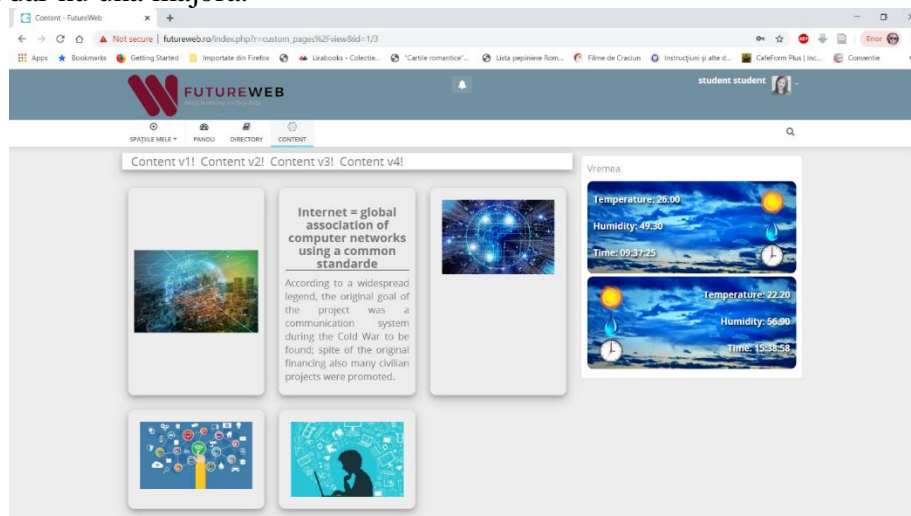 dar nu una majoră.
Content - FutureWeb
Not secure | futureweb.ro/index.php?r=custom_pages%2Fview&id=1/3
Error
Apps Bookmarks Getting Started Importate din Firefox Lirabooks - Colectie... "Cartile romantice"... Lista pepiniere Rom... Filme de Craciun Instrucțiuni și alte d... CafeForm Plus | Inc... Conventie
FUTUREWEB
student student
SPAȚIILE MELE PANOU DIRECTORY CONTENT
Content v1! Content v2! Content v3! Content v4!
Internet = global
association of
computer networks
using a common
standarde
According to a widespread
legend, the original goal of
the project was a
communication system
during the Cold War to be
found; spite of the original
financing also many civilian
projects were promoted.
Vremea
Temperature: 26.00
Humidity: 49.30
Time: 09:37:25
Temperature: 22.20
Humidity: 56.90
Time: 15:38:58